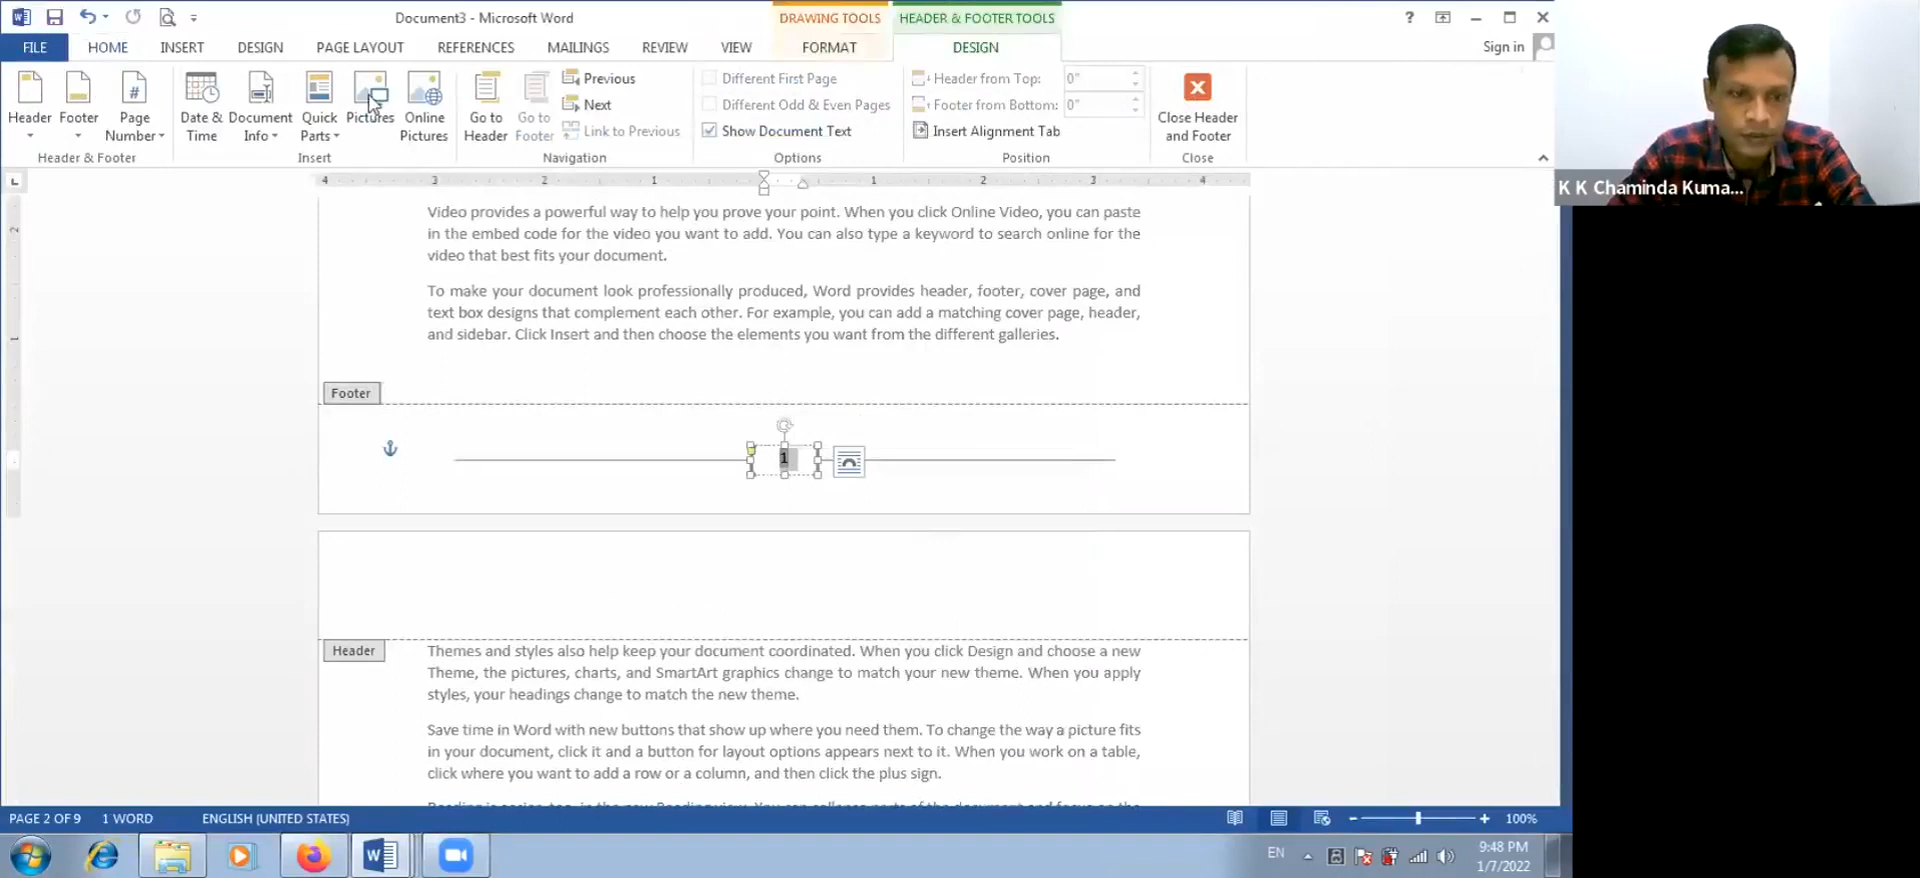 Document3 - Microsoft Word
DRAWING TOOLS
HEADER & FOOTER TOOLS
?
FILE
HOME
INSERT
DESIGN
PAGE LAYOUT
REFERENCES
MAILINGS
REVIEW
VIEW
FORMAT
DESIGN
Sign in
Header
Footer
Page Number
Header & Footer
Date & Time
Document Info
Quick Parts
Pictures
Online Pictures
Insert
Go to Header
Go to Footer
Previous
Next
Link to Previous
Navigation
Different First Page
Different Odd & Even Pages
Show Document Text
Options
Header from Top: 0"
Footer from Bottom: 0"
Insert Alignment Tab
Position
Close Header and Footer
Close
K K Chaminda Kuma...
4 3 2 1 1 2 3 4
2
1
Video provides a powerful way to help you prove your point. When you click Online Video, you can paste
in the embed code for the video you want to add. You can also type a keyword to search online for the
video that best fits your document.
To make your document look professionally produced, Word provides header, footer, cover page, and
text box designs that complement each other. For example, you can add a matching cover page, header,
and sidebar. Click Insert and then choose the elements you want from the different galleries.
Footer
1
Header
Themes and styles also help keep your document coordinated. When you click Design and choose a new
Theme, the pictures, charts, and SmartArt graphics change to match your new theme. When you apply
styles, your headings change to match the new theme.
Save time in Word with new buttons that show up where you need them. To change the way a picture fits
in your document, click it and a button for layout options appears next to it. When you work on a table,
click where you want to add a row or a column, and then click the plus sign.
PAGE 2 OF 9
1 WORD
ENGLISH (UNITED STATES)
100%
EN
9:48 PM
1/7/2022